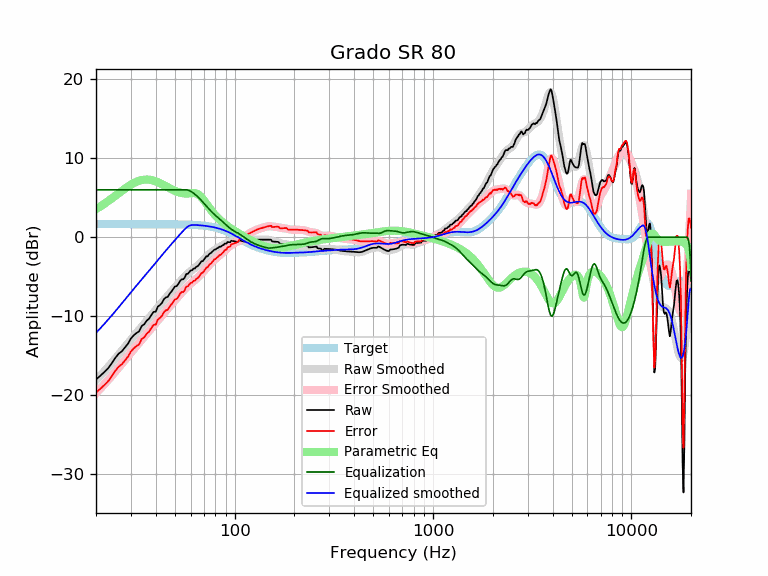 Grado SR 80
Amplitude (dBr)
20
10
0
−10
−20
−30
Target
Raw Smoothed
Error Smoothed
Raw
Error
Parametric Eq
Equalization
Equalized smoothed
100
1000
10000
Frequency (Hz)